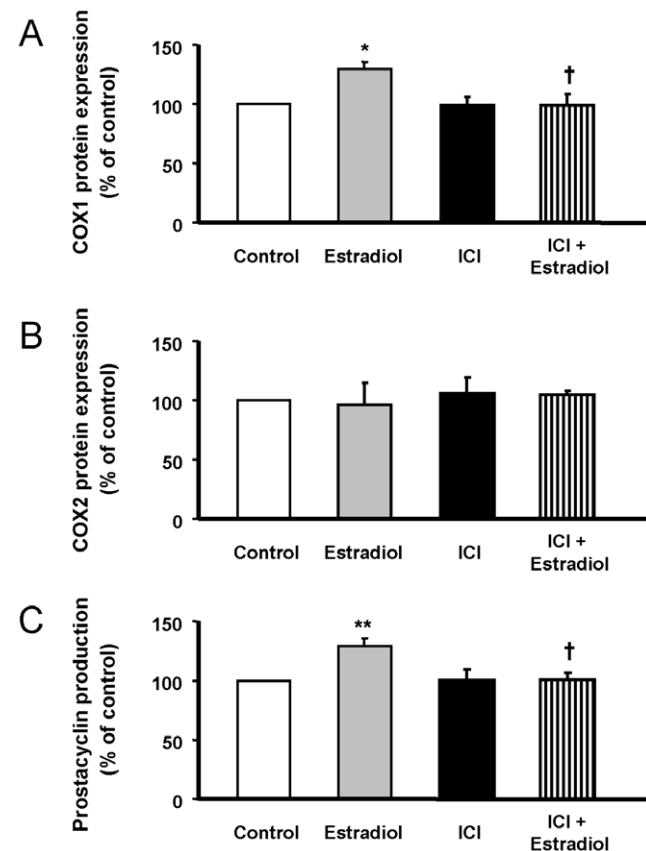 A
COX1 protein expression
(% of control)
150
100
50
0
*
†
Control
Estradiol
ICI
ICI +
Estradiol
B
COX2 protein expression
(% of control)
150
100
50
0
Control
Estradiol
ICI
ICI +
Estradiol
C
Prostacyclin production
(% of control)
150
100
50
0
**
†
Control
Estradiol
ICI
ICI +
Estradiol